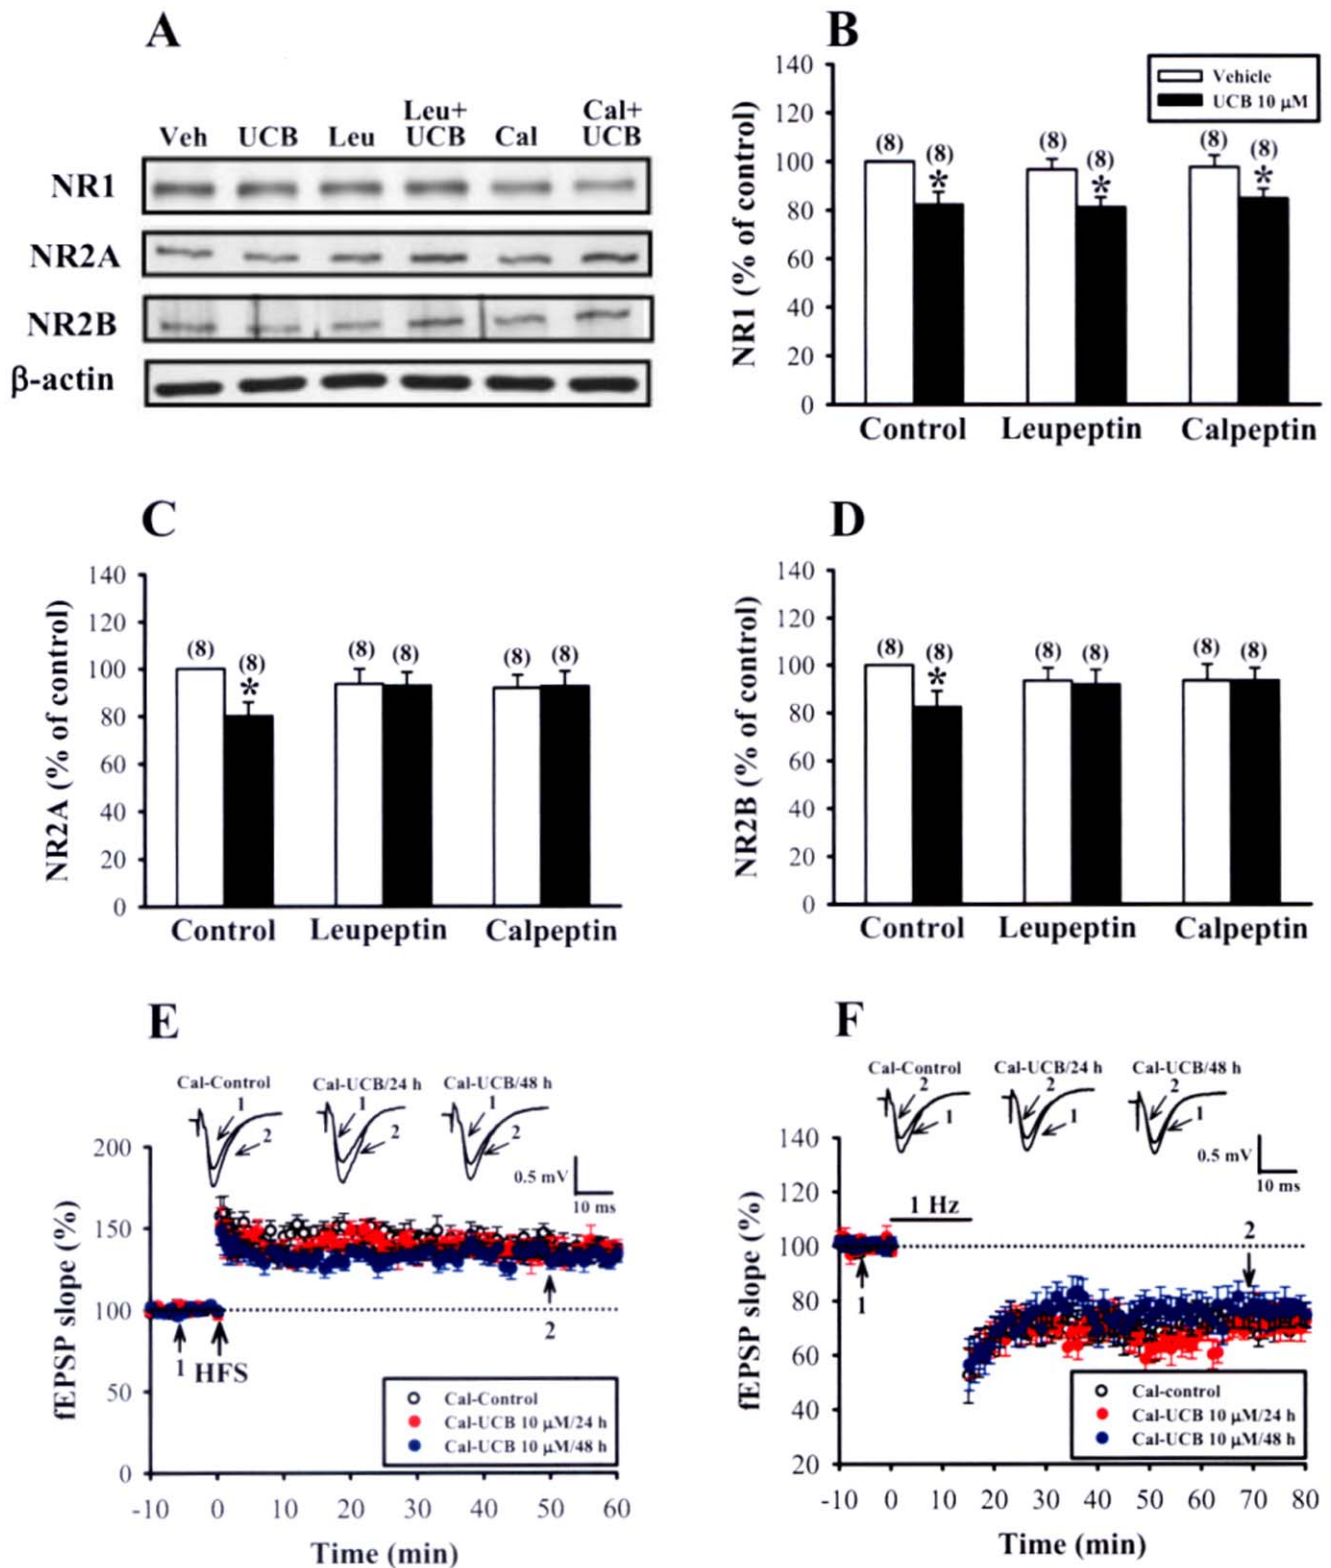 A
Veh UCB Leu Leu+ UCB Cal Cal+ UCB
NR1
NR2A
NR2B
β-actin
B
NR1 (% of control)
140
120
100
80
60
40
20
0
Vehicle
UCB 10 µM
(8) (8) (8) (8) (8) (8)
* * *
Control Leupeptin Calpeptin
C
NR2A (% of control)
140
120
100
80
60
40
20
0
(8) (8) (8) (8) (8) (8)
*
Control Leupeptin Calpeptin
D
NR2B (% of control)
140
120
100
80
60
40
20
0
(8) (8) (8) (8) (8) (8)
*
Control Leupeptin Calpeptin
E
Cal-Control Cal-UCB/24 h Cal-UCB/48 h
1 1 1
2 2 2
0.5 mV
10 ms
fEPSP slope (%)
200
150
100
50
0
1 HFS
2
Cal-Control
Cal-UCB 10 µM/24 h
Cal-UCB 10 µM/48 h
-10 0 10 20 30 40 50 60
Time (min)
F
Cal-Control Cal-UCB/24 h Cal-UCB/48 h
2 2 2
1 1 1
0.5 mV
10 ms
fEPSP slope (%)
140
120
100
80
60
40
20
1 Hz
1
2
Cal-control
Cal-UCB 10 µM/24 h
Cal-UCB 10 µM/48 h
-10 0 10 20 30 40 50 60 70 80
Time (min)